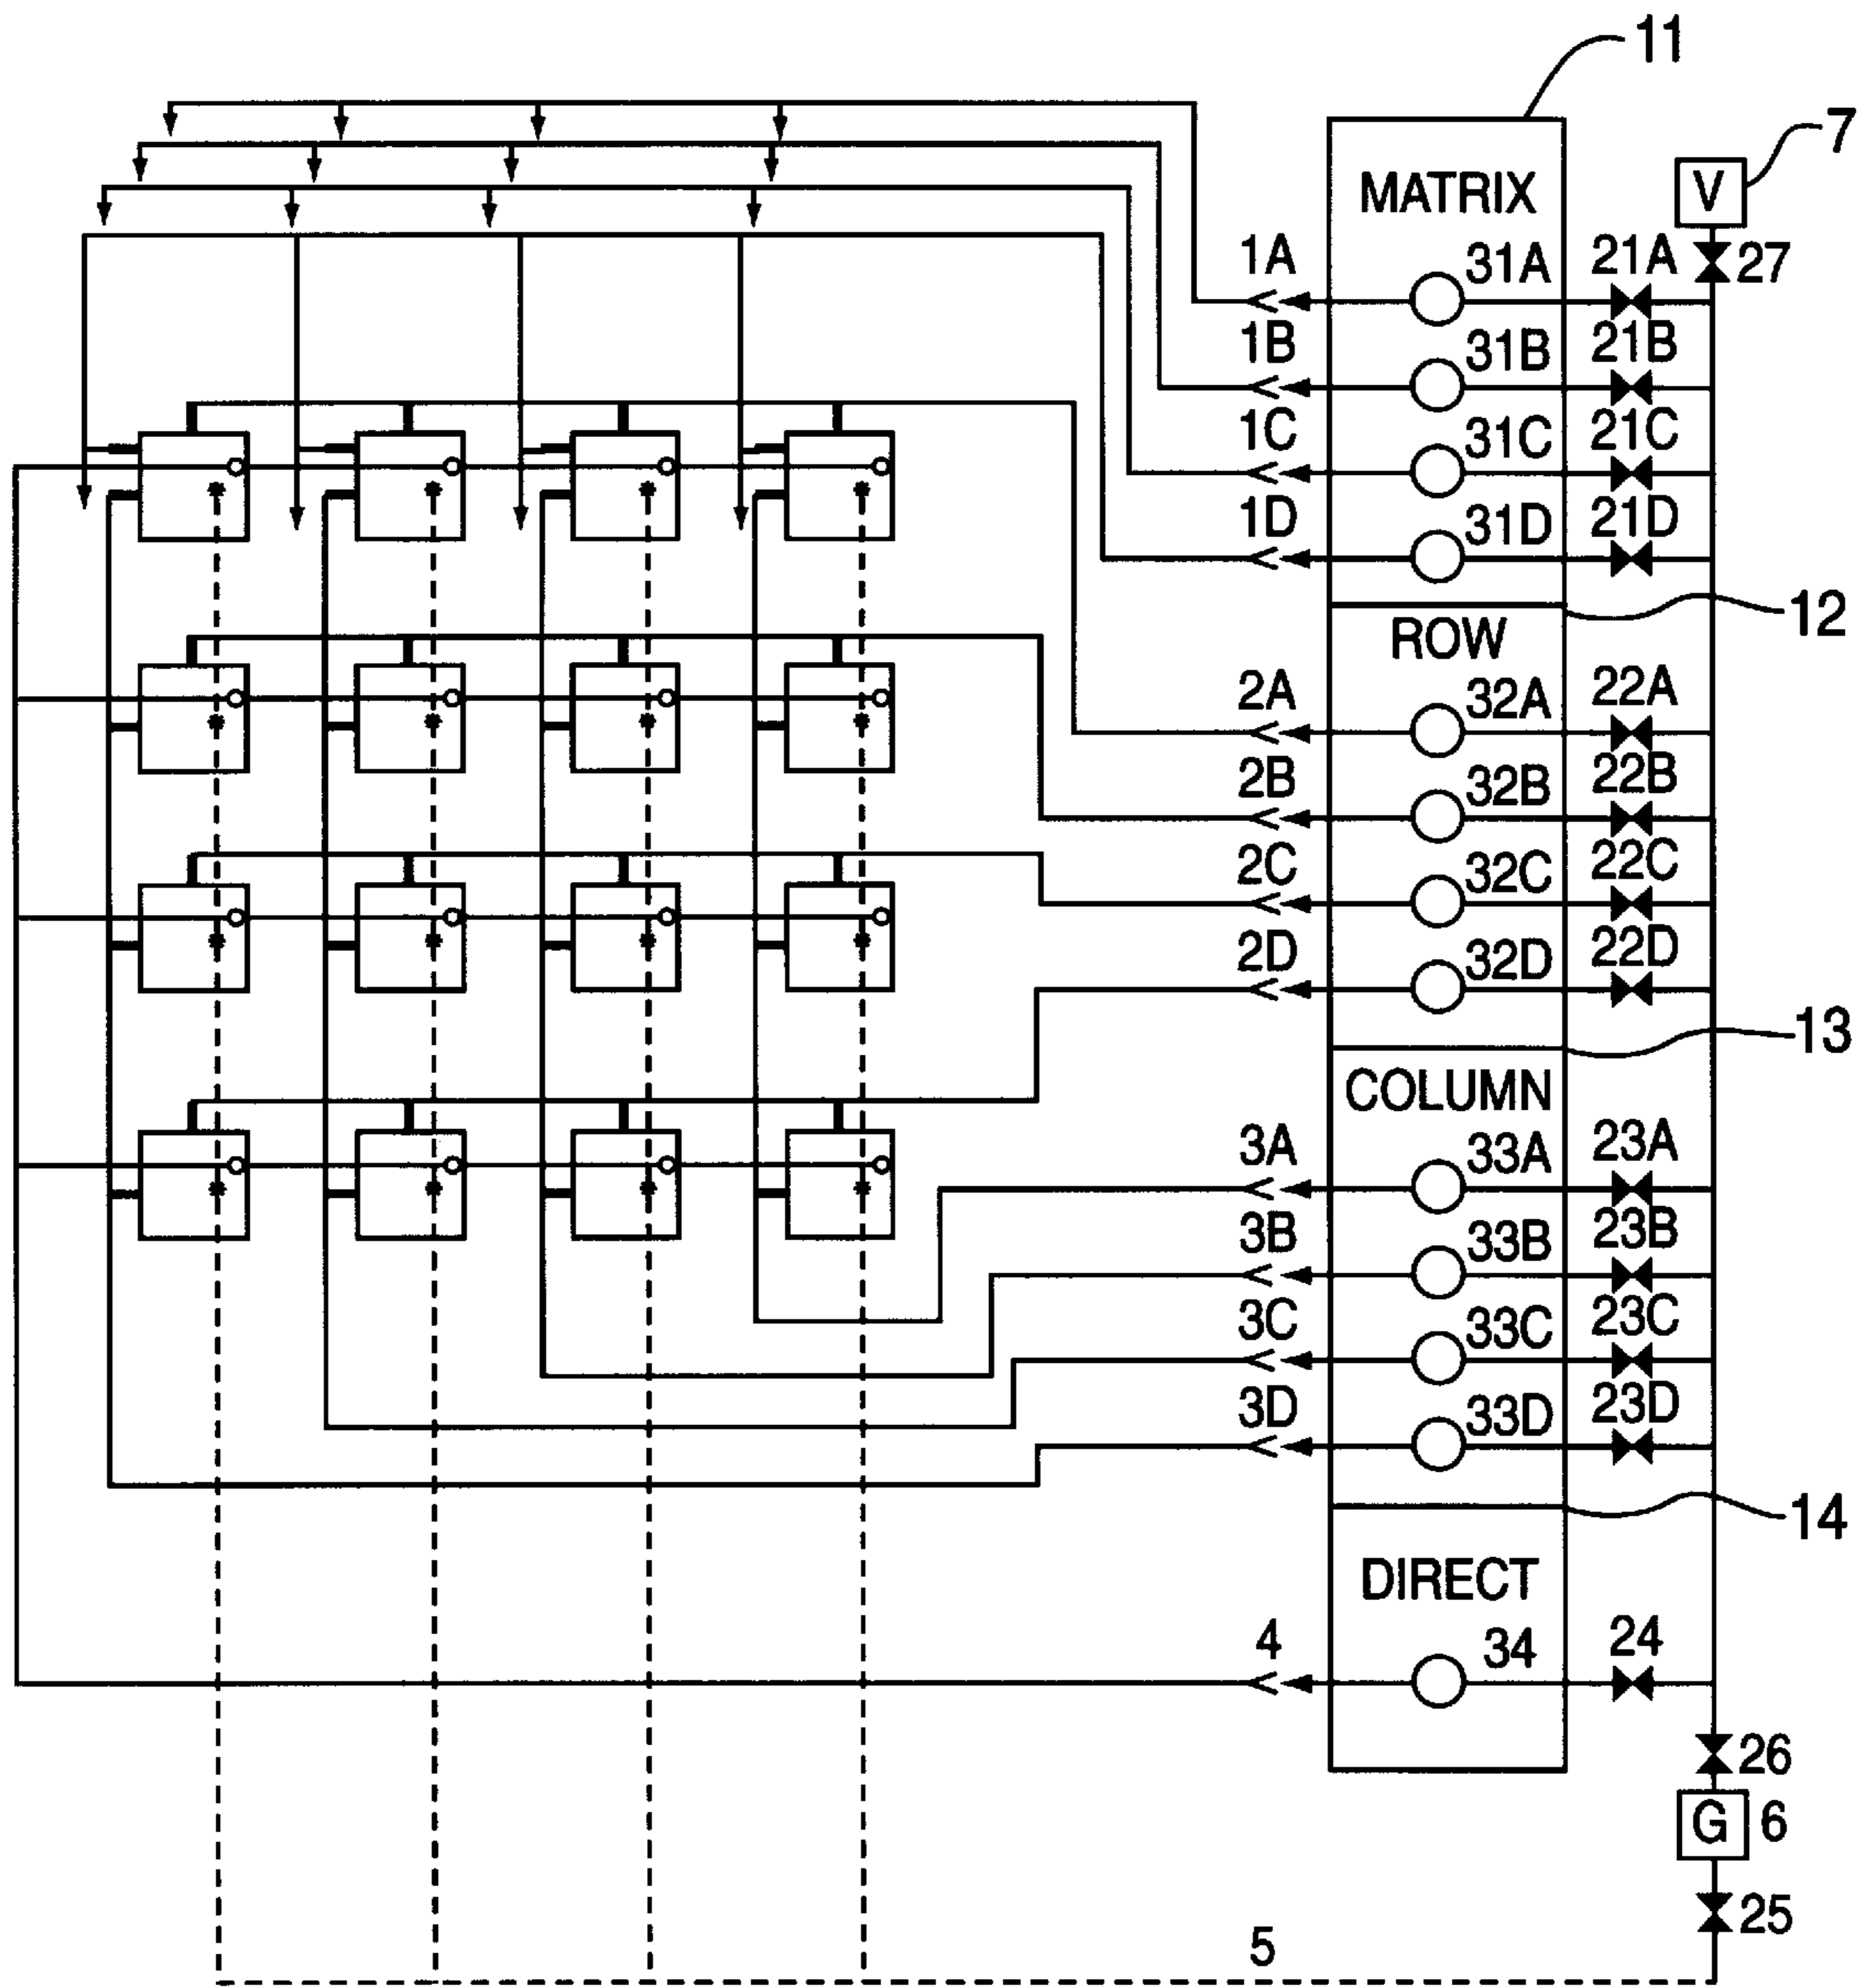 11
7
MATRIX
V
1A 31A 21A 27
1B 31B 21B
1C 31C 21C
1D 31D 21D
12
ROW
2A 32A 22A
2B 32B 22B
2C 32C 22C
2D 32D 22D
13
COLUMN
3A 33A 23A
3B 33B 23B
3C 33C 23C
3D 33D 23D
14
DIRECT
4 34 24
26
G 6
25
5